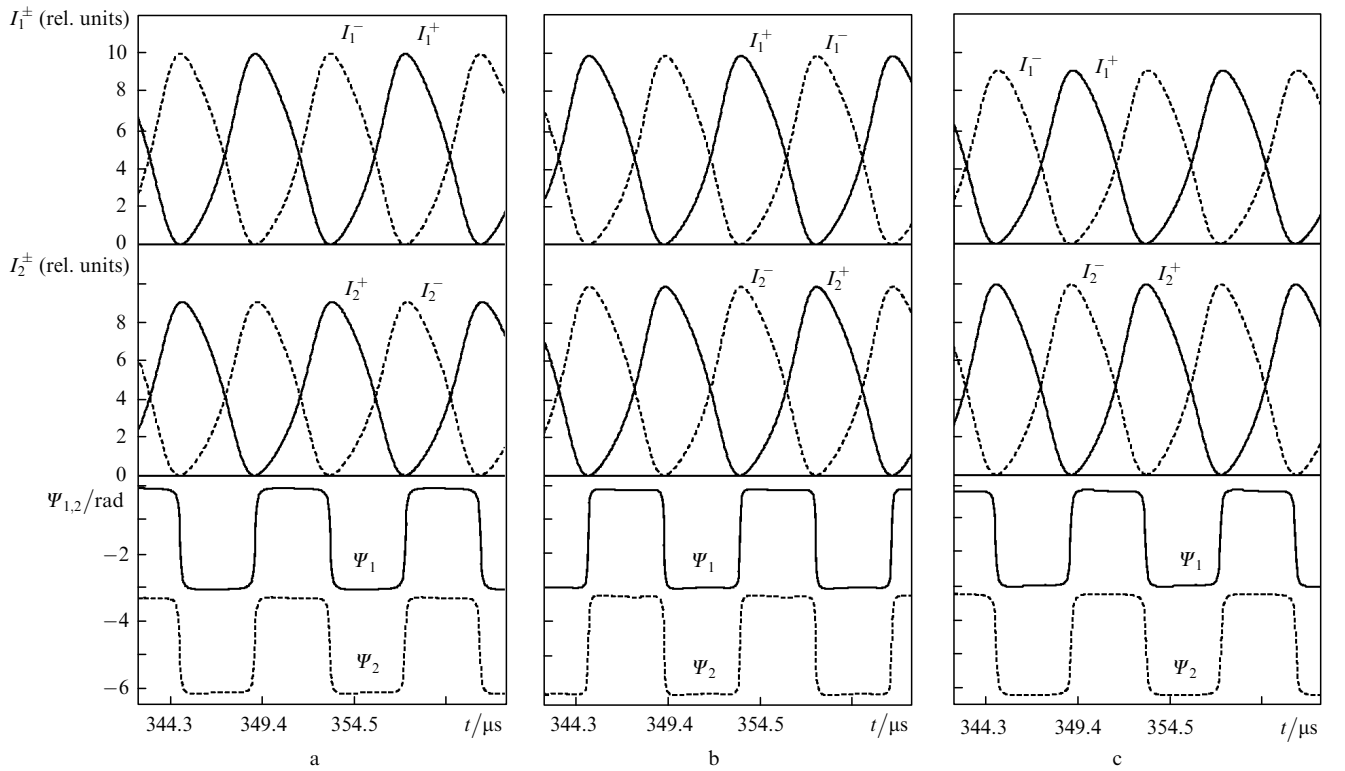 I₁± (rel. units)
I₁⁻ I₁⁺
I₁⁺ I₁⁻
I₁⁻ I₁⁺
10
8
6
4
2
0
I₂± (rel. units)
I₂⁺ I₂⁻
I₂⁻ I₂⁺
I₂⁻ I₂⁺
8
6
4
2
0
Ψ₁,₂/rad
−2
−4
−6
Ψ₁
Ψ₂
Ψ₁
Ψ₂
Ψ₁
Ψ₂
344.3 349.4 354.5 t/μs
344.3 349.4 354.5 t/μs
344.3 349.4 354.5 t/μs
a
b
c